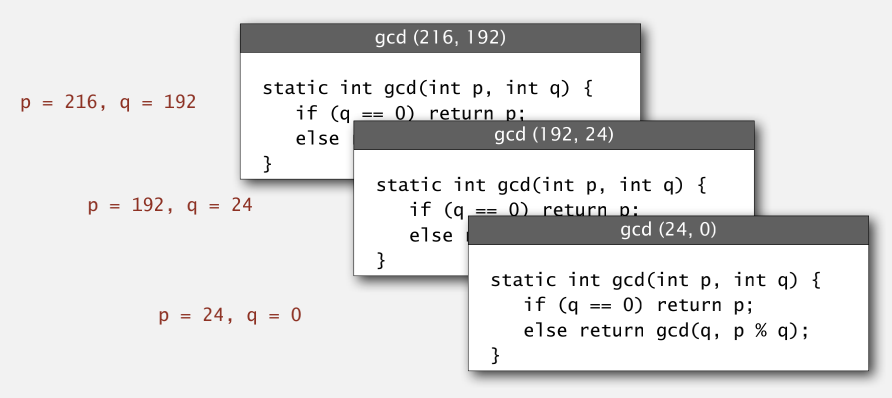 gcd (216, 192)
p = 216, q = 192
static int gcd(int p, int q) {
if (q == 0) return p;
else
}
gcd (192, 24)
p = 192, q = 24
static int gcd(int p, int q) {
if (q == 0) return p;
else
}
gcd (24, 0)
p = 24, q = 0
static int gcd(int p, int q) {
if (q == 0) return p;
else return gcd(q, p % q);
}